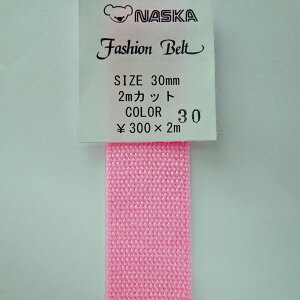 NASKA
Fashion Belt
SIZE 30mm
2mカット
COLOR 30
￥300×2m